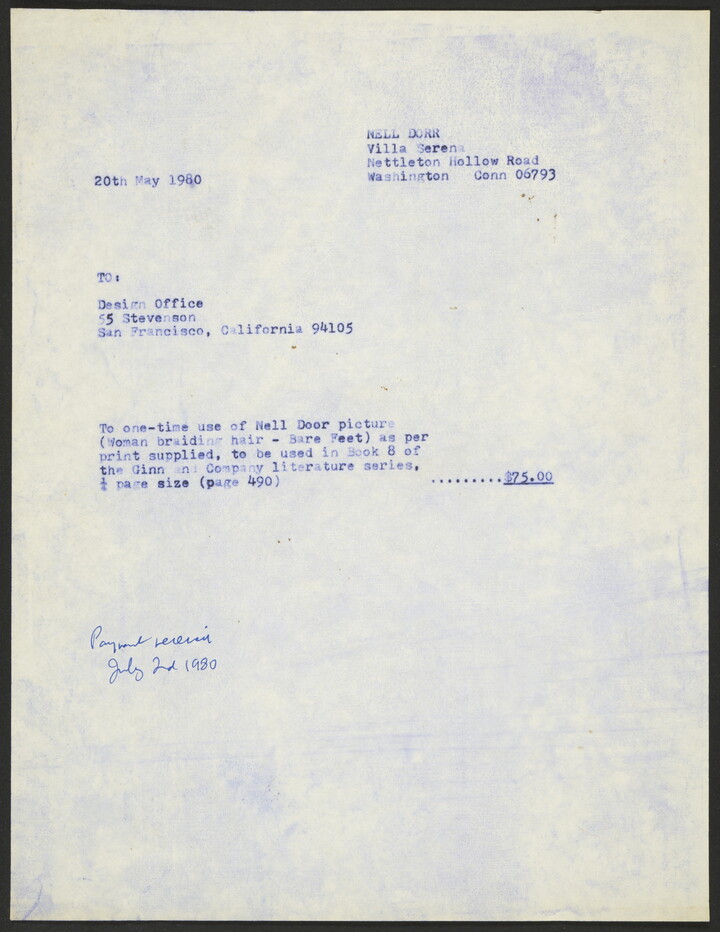 NELL DORR
Villa Serena
Nettleton Hollow Road
Washington Conn 06793
20th May 1980
TO:
Design Office
55 Stevenson
San Francisco, California 94105
To one-time use of Nell Door picture
(Woman braiding hair - Bare Feet) as per
print supplied, to be used in Book 8 of
the Ginn and Company literature series,
page size (page 490) .........$75.00
Payment received
July 2nd 1980